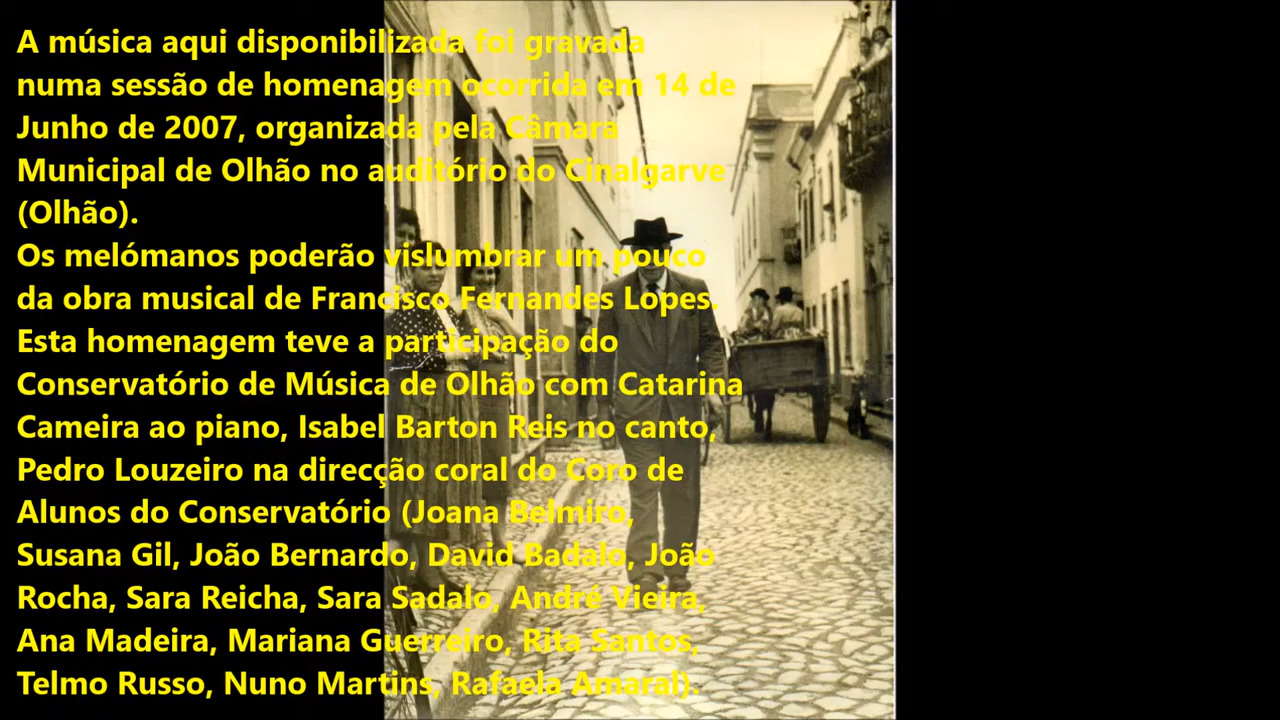 A música aqui disponibilizada foi gravada
numa sessão de homenagem ocorrida em 14 de
Junho de 2007, organizada pela Câmara
Municipal de Olhão no auditório do Cinalgarve
(Olhão).
Os melómanos poderão vislumbrar um pouco
da obra musical de Francisco Fernandes Lopes.
Esta homenagem teve a participação do
Conservatório de Música de Olhão com Catarina
Cameira ao piano, Isabel Barton Reis no canto,
Pedro Louzeiro na direcção coral do Coro de
Alunos do Conservatório (Joana Belmiro,
Susana Gil, João Bernardo, David Badalo, João
Rocha, Sara Reicha, Sara Sadalo, André Vieira,
Ana Madeira, Mariana Guerreiro, Rita Santos,
Telmo Russo, Nuno Martins, Rafaela Amaral).